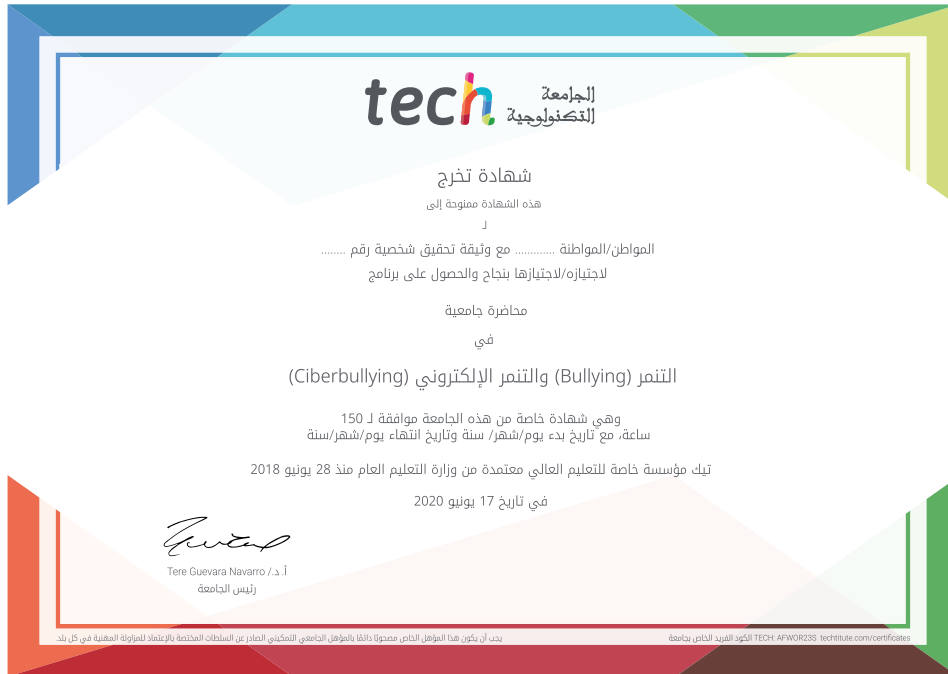 tech
الجامعة
التكنولوجية
شهادة تخرج
هذه الشهادة ممنوحة إلى
لـ
المواطن/المواطنة ............ مع وثيقة تحقيق شخصية رقم ........
لاجتيازه/لاجتيازها بنجاح والحصول على برنامج
محاضرة جامعية
في
التنمر (Bullying) والتنمر الإلكتروني (Ciberbullying)
وهي شهادة خاصة من هذه الجامعة موافقة لـ 150
ساعة، مع تاريخ بدء يوم/شهر/ سنة وتاريخ انتهاء يوم/شهر/سنة
تيك مؤسسة خاصة للتعليم العالي معتمدة من وزارة التعليم العام منذ 28 يونيو 2018
في تاريخ 17 يونيو 2020
أ.د./ Tere Guevara Navarro
رئيس الجامعة
يجب أن يكون هذا المؤهل الخاص مصحوبًا دائمًا بالمؤهل الجامعي التمكيني الصادر عن السلطات المختصة بالإعتماد للمزاولة المهنية في كل بلد.
الكود الفريد الخاص بجامعة TECH: AFWOR23S techtitute.com/certificates